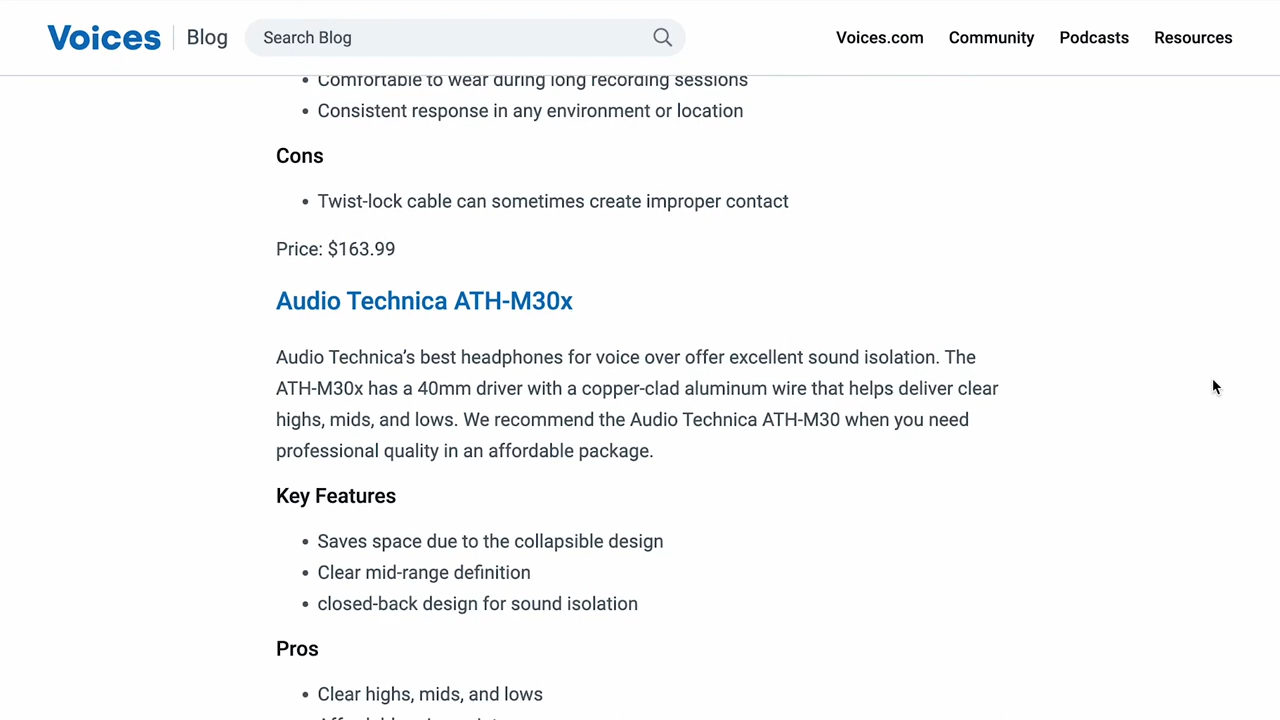 Voices Blog Search Blog Voices.com Community Podcasts Resources
• Comfortable to wear during long recording sessions
• Consistent response in any environment or location
Cons
• Twist-lock cable can sometimes create improper contact
Price: $163.99
Audio Technica ATH-M30x
Audio Technica’s best headphones for voice over offer excellent sound isolation. The
ATH-M30x has a 40mm driver with a copper-clad aluminum wire that helps deliver clear
highs, mids, and lows. We recommend the Audio Technica ATH-M30 when you need
professional quality in an affordable package.
Key Features
• Saves space due to the collapsible design
• Clear mid-range definition
• closed-back design for sound isolation
Pros
• Clear highs, mids, and lows